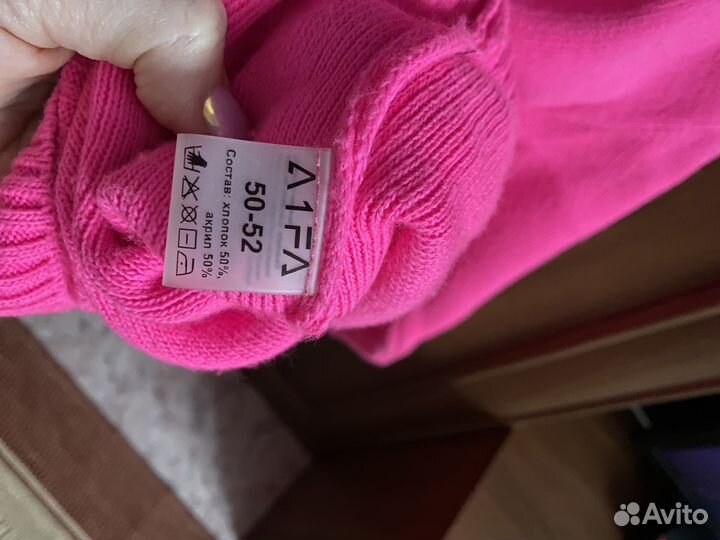 A1FA
50-52
Состав: хлопок 50%,
акрил 50%
Avito